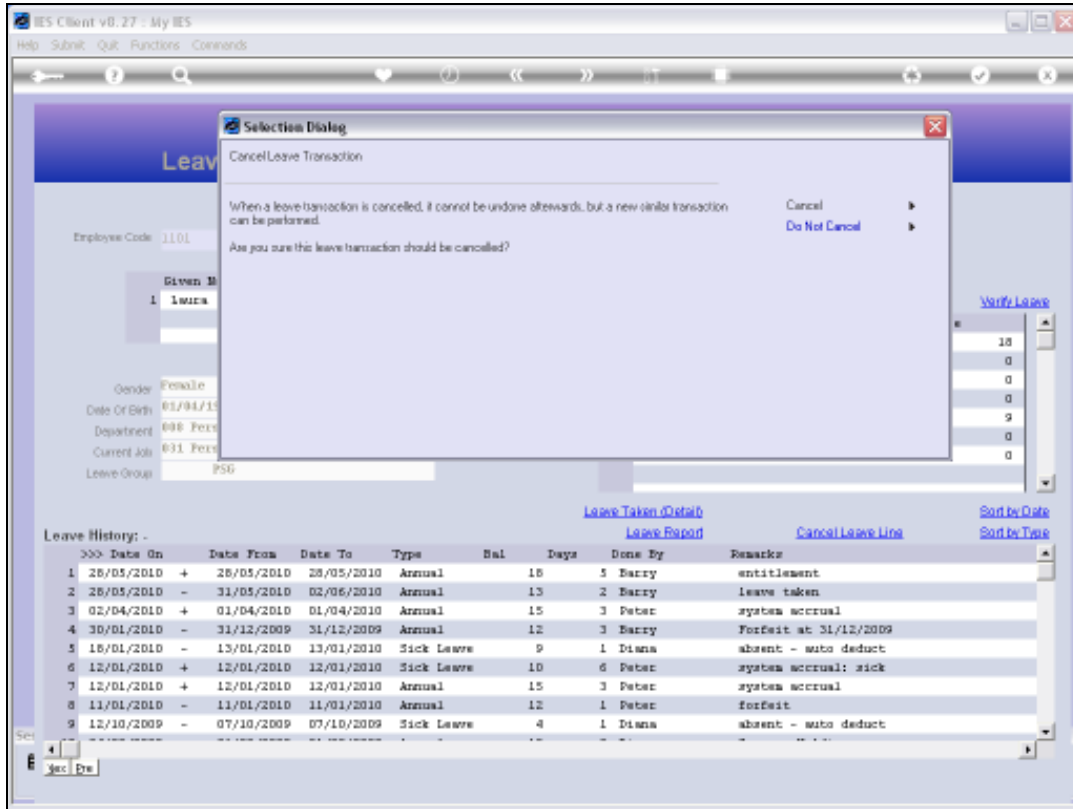 IES Client v8.27 : My IES
Help Submit Quit Functions Commands
Leav
Selection Dialog
Cancel Leave Transaction
When a leave transaction is cancelled, it cannot be undone afterwards, but a new similar transaction
can be performed.
Are you sure this leave transaction should be cancelled?
Cancel
Do Not Cancel
Employee Code 1101
Given N
1 laura
Verify Leave
18
0
0
0
9
0
0
Gender Female
Date Of Birth 01/04/19
Department 008 Pers
Current Job 031 Pers
Leave Group PSG
Leave Taken (Detail) Sort by Date
Leave History: - Leave Report Cancel Leave Line Sort by Type
>>> Date On Date From Date To Type Bal Days Done By Remarks
1 28/05/2010 + 28/05/2010 28/05/2010 Annual 18 5 Barry entitlement
2 28/05/2010 - 31/05/2010 02/06/2010 Annual 13 2 Barry leave taken
3 02/04/2010 + 01/04/2010 01/04/2010 Annual 15 3 Peter system accrual
4 30/01/2010 - 31/12/2009 31/12/2009 Annual 12 3 Barry Forfeit at 31/12/2009
5 18/01/2010 - 13/01/2010 13/01/2010 Sick Leave 9 1 Diana absent - auto deduct
6 12/01/2010 + 12/01/2010 12/01/2010 Sick Leave 10 6 Peter system accrual: sick
7 12/01/2010 + 12/01/2010 12/01/2010 Annual 15 3 Peter system accrual
8 11/01/2010 - 11/01/2010 11/01/2010 Annual 12 1 Peter forfeit
9 12/10/2009 - 07/10/2009 07/10/2009 Sick Leave 4 1 Diana absent - auto deduct
Ses
Nex Pre